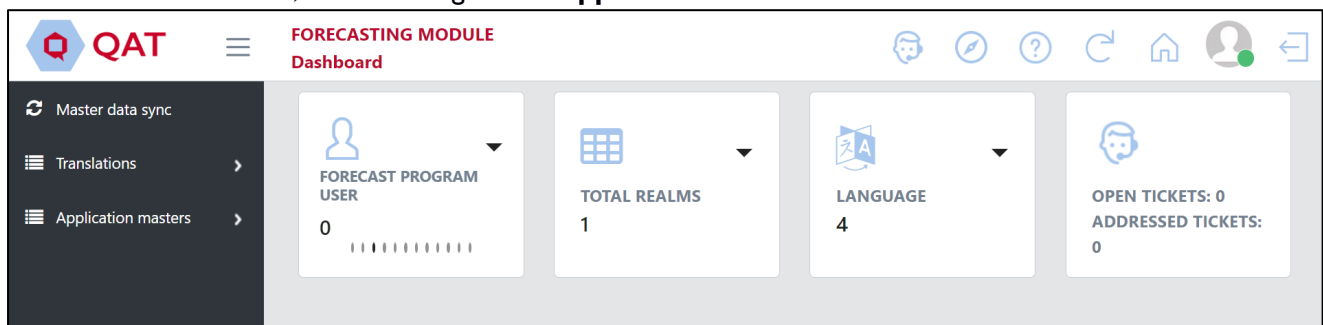 QAT
FORECASTING MODULE
Dashboard
Master data sync
Translations
Application masters
FORECAST PROGRAM
USER
0
TOTAL REALMS
1
LANGUAGE
4
OPEN TICKETS: 0
ADDRESSED TICKETS:
0